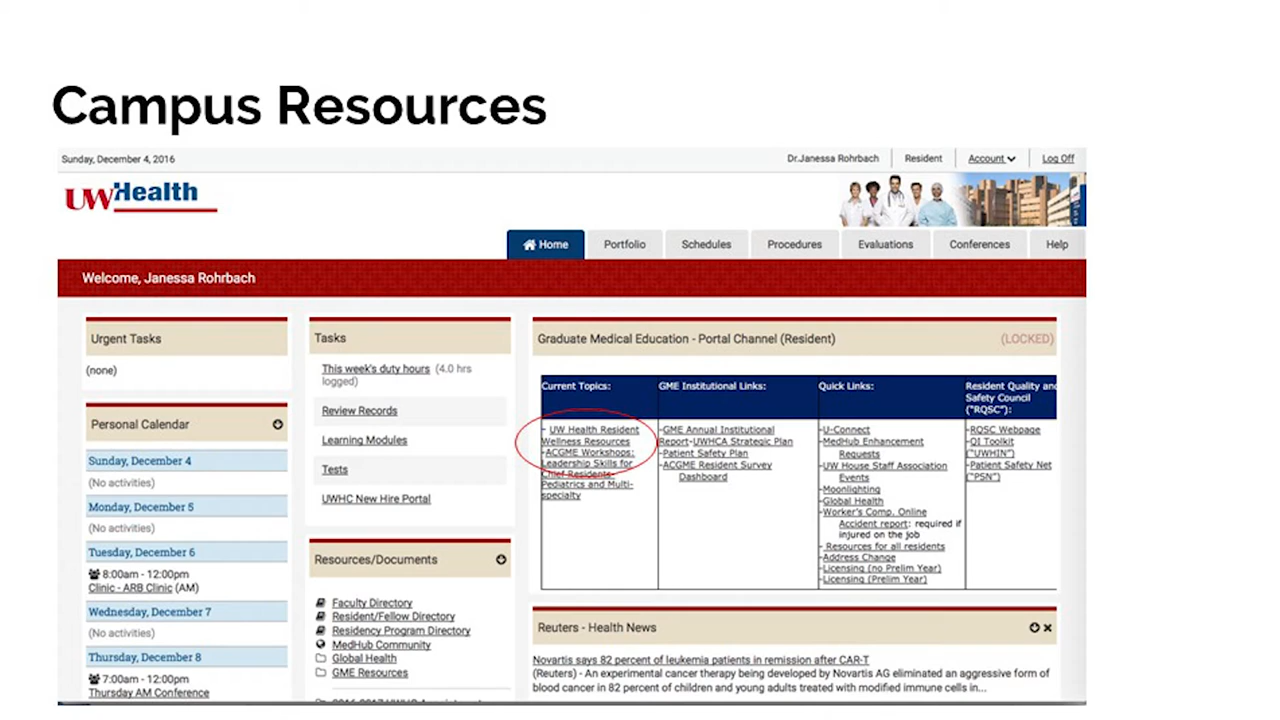 Campus Resources
Sunday, December 4, 2016
Dr.Janessa Rohrbach
Resident
Account
Log Off
UWHealth
Home
Portfolio
Schedules
Procedures
Evaluations
Conferences
Help
Welcome, Janessa Rohrbach
Urgent Tasks
(none)
Personal Calendar
Sunday, December 4
(No activities)
Monday, December 5
(No activities)
Tuesday, December 6
8:00am - 12:00pm
Clinic - ARB Clinic (AM)
Wednesday, December 7
(No activities)
Thursday, December 8
7:00am - 12:00pm
Thursday AM Conference
Tasks
This week's duty hours (4.0 hrs
logged)
Review Records
Learning Modules
Tests
UWHC New Hire Portal
Resources/Documents
Faculty Directory
Resident/Fellow Directory
Residency Program Directory
MedHub Community
Global Health
GME Resources
Graduate Medical Education - Portal Channel (Resident)
(LOCKED)
Current Topics:
- UW Health Resident
Wellness Resources
-ACGME Workshops:
Leadership Skills for
Chief Residents-
Pediatrics and Multi-
specialty
GME Institutional Links:
-GME Annual Institutional
Report-UWHCA Strategic Plan
-Patient Safety Plan
-ACGME Resident Survey
Dashboard
Quick Links:
-U-Connect
-MedHub Enhancement
Requests
-UW House Staff Association
Events
-Moonlighting
-Global Health
-Worker's Comp. Online
Accident report: required if
injured on the job
- Resources for all residents
-Address Change
-Licensing (no Prelim Year)
-Licensing (Prelim Year)
Resident Quality and
Safety Council
("RQSC"):
-RQSC Webpage
-QI Toolkit
("UWHIN")
-Patient Safety Net
("PSN")
Reuters - Health News
Novartis says 82 percent of leukemia patients in remission after CAR-T
(Reuters) - An experimental cancer therapy being developed by Novartis AG eliminated an aggressive form of
blood cancer in 82 percent of children and young adults treated with modified immune cells in...